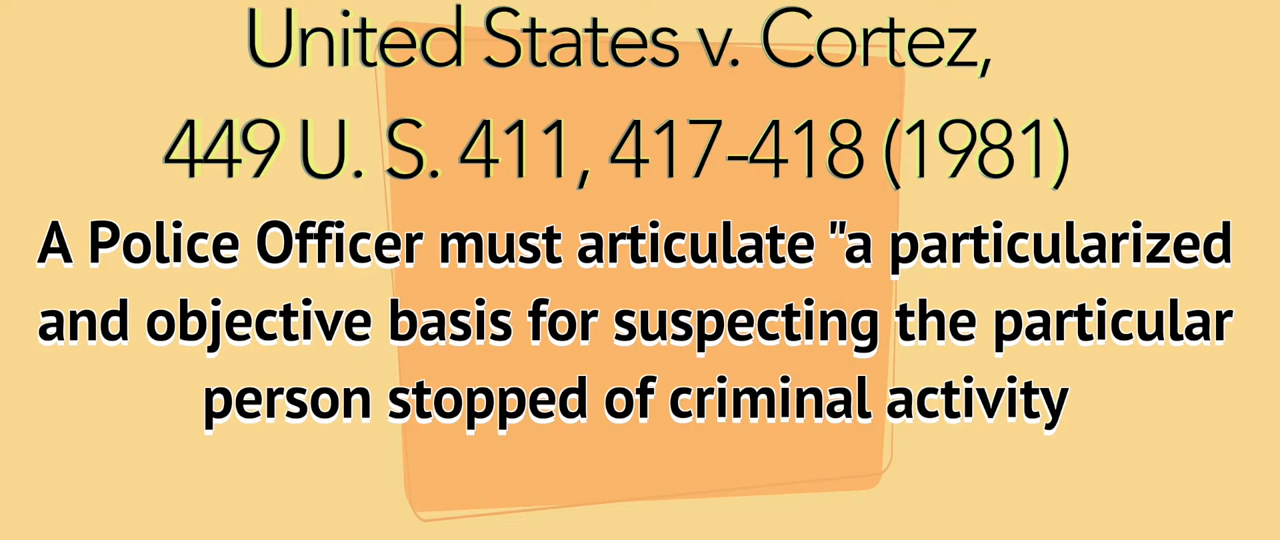 United States v. Cortez,
449 U. S. 411, 417-418 (1981)
A Police Officer must articulate "a particularized
and objective basis for suspecting the particular
person stopped of criminal activity